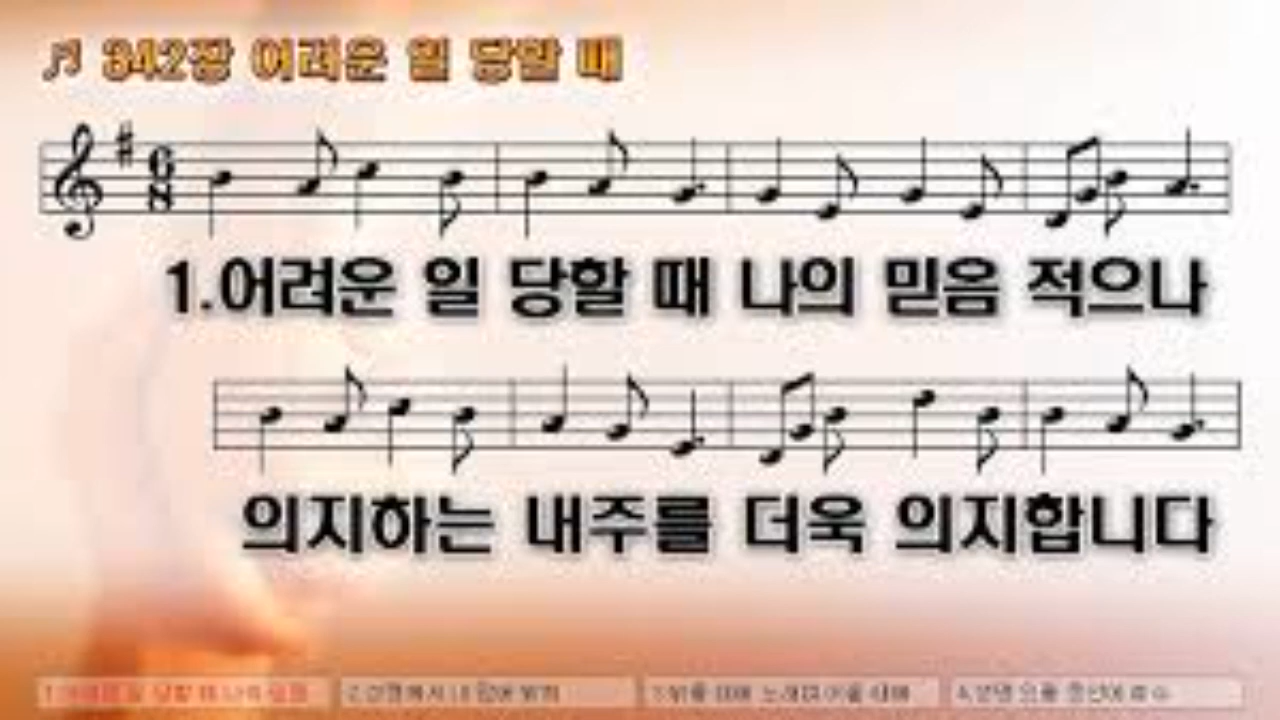 342장 어려운 일 당할 때
6
8
1.어려운 일 당할 때 나의 믿음 적으나
의지하는 내주를 더욱 의지합니다